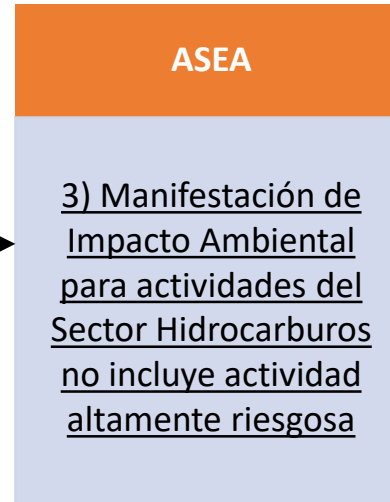 ASEA
3) Manifestación de
Impacto Ambiental
para actividades del
Sector Hidrocarburos
no incluye actividad
altamente riesgosa